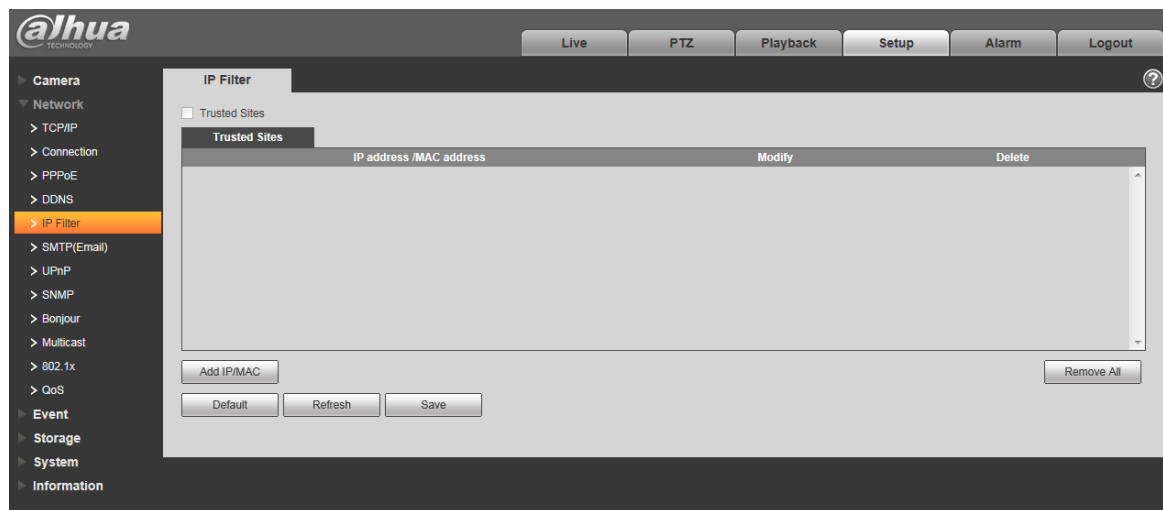 alhua
TECHNOLOGY
Live PTZ Playback Setup Alarm Logout
Camera
Network
> TCP/IP
> Connection
> PPPoE
> DDNS
> IP Filter
> SMTP(Email)
> UPnP
> SNMP
> Bonjour
> Multicast
> 802.1x
> QoS
Event
Storage
System
Information
IP Filter
?
Trusted Sites
Trusted Sites
IP address /MAC address Modify Delete
Add IP/MAC Remove All
Default Refresh Save